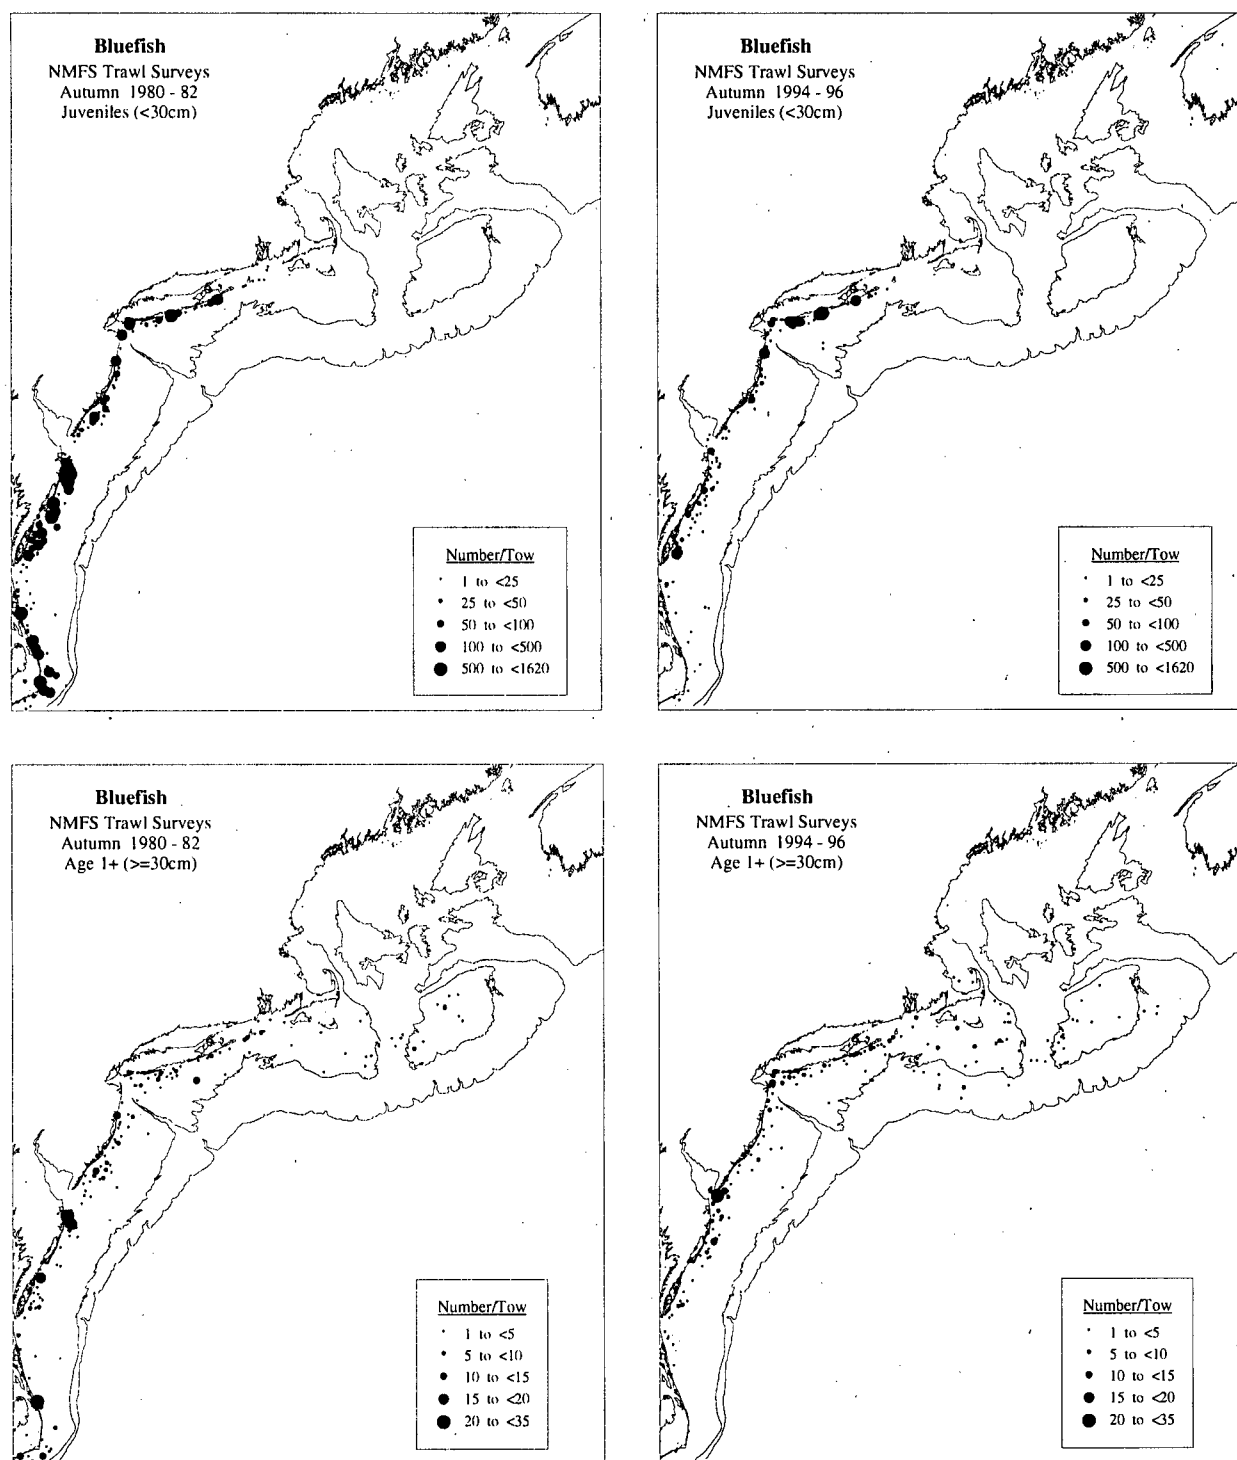 Bluefish
NMFS Trawl Surveys
Autumn 1980 - 82
Juveniles (<30cm)
Number/Tow
1 to <25
25 to <50
50 to <100
100 to <500
500 to <1620
Bluefish
NMFS Trawl Surveys
Autumn 1994 - 96
Juveniles (<30cm)
Number/Tow
1 to <25
25 to <50
50 to <100
100 to <500
500 to <1620
Bluefish
NMFS Trawl Surveys
Autumn 1980 - 82
Age 1+ (>=30cm)
Number/Tow
1 to <5
5 to <10
10 to <15
15 to <20
20 to <35
Bluefish
NMFS Trawl Surveys
Autumn 1994 - 96
Age 1+ (>=30cm)
Number/Tow
1 to <5
5 to <10
10 to <15
15 to <20
20 to <35